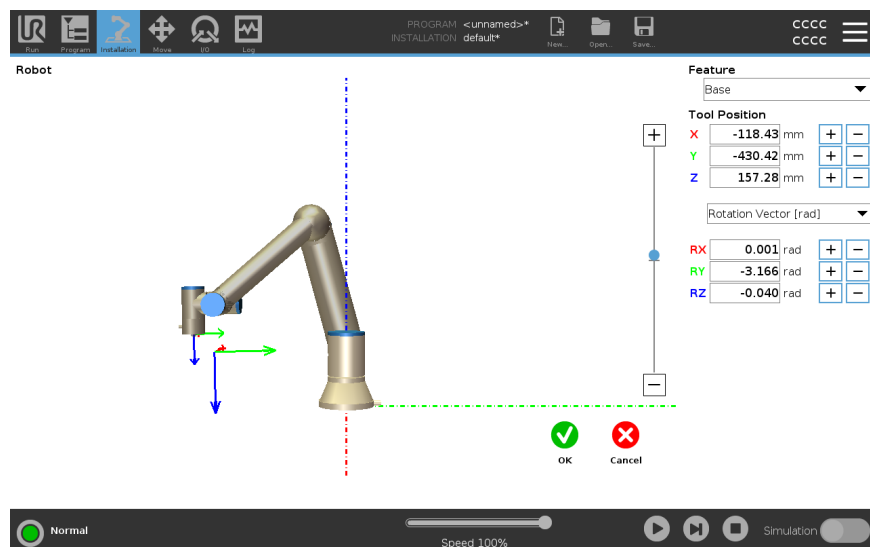 PROGRAM <unnamed>*
INSTALLATION default*
Run
Program
Installation
Move
I/O
Log
New...
Open...
Save...
CCCC
CCCC
Robot
Feature
Base
Tool Position
X -118.43 mm + −
Y -430.42 mm + −
Z 157.28 mm + −
Rotation Vector [rad]
RX 0.001 rad + −
RY -3.166 rad + −
RZ -0.040 rad + −
+
−
OK
Cancel
Normal
Speed 100%
Simulation